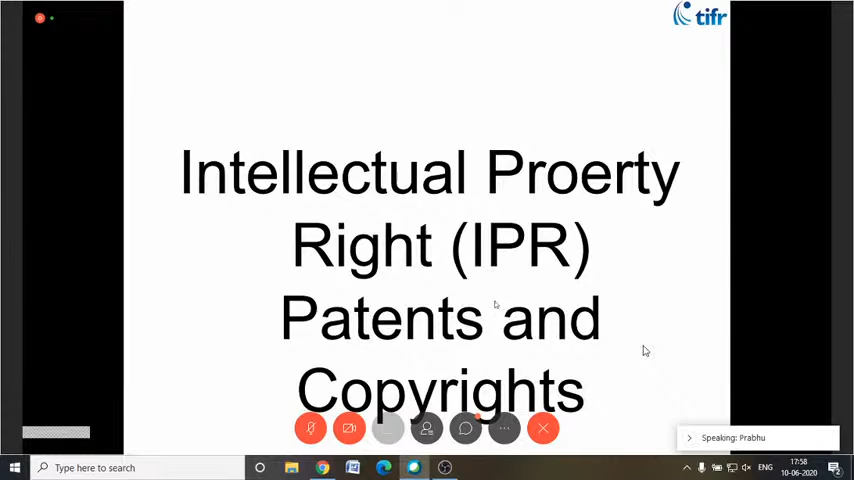 tifr
Intellectual Proerty
Right (IPR)
Patents and
Copyrights
Speaking: Prabhu
Type here to search
ENG
17:58
10-06-2020
2